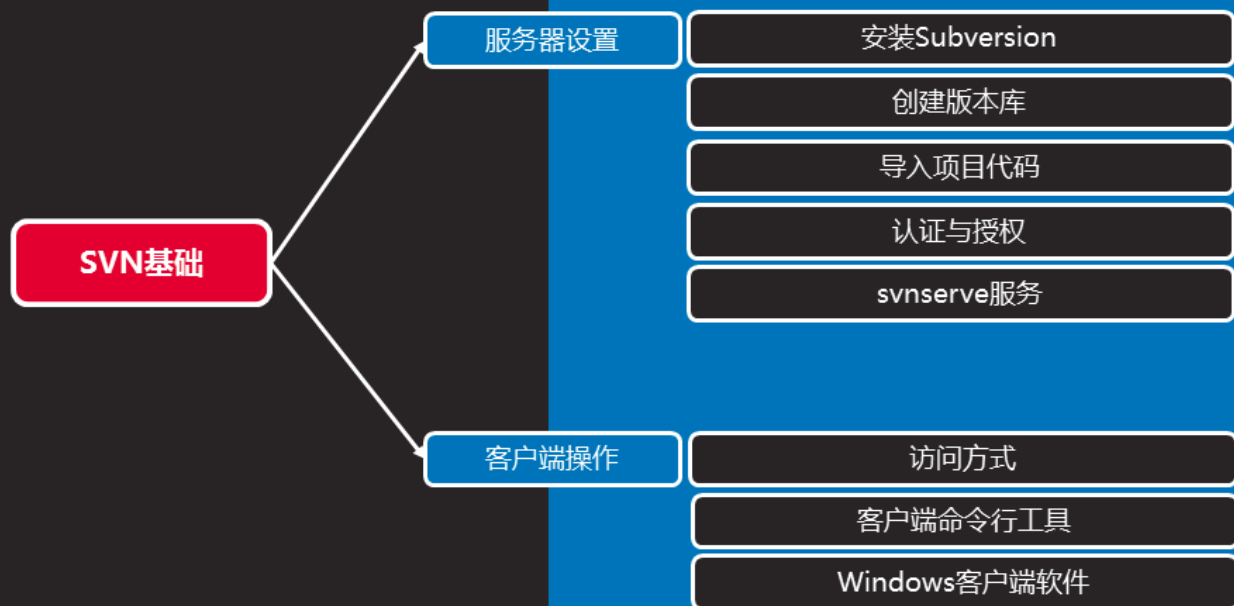 SVN基础
服务器设置
安装Subversion
创建版本库
导入项目代码
认证与授权
svnserve服务
客户端操作
访问方式
客户端命令行工具
Windows客户端软件